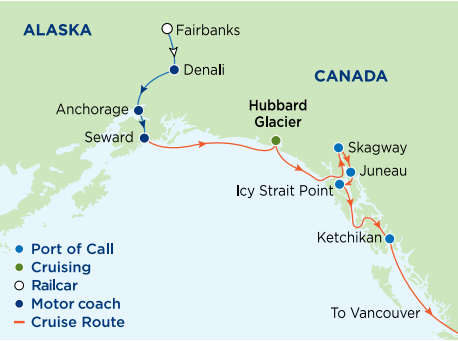 ALASKA
Fairbanks
Denali
CANADA
Anchorage
Hubbard
Glacier
Seward
Skagway
Juneau
Icy Strait Point
Ketchikan
Port of Call
Cruising
Railcar
Motor coach
Cruise Route
To Vancouver